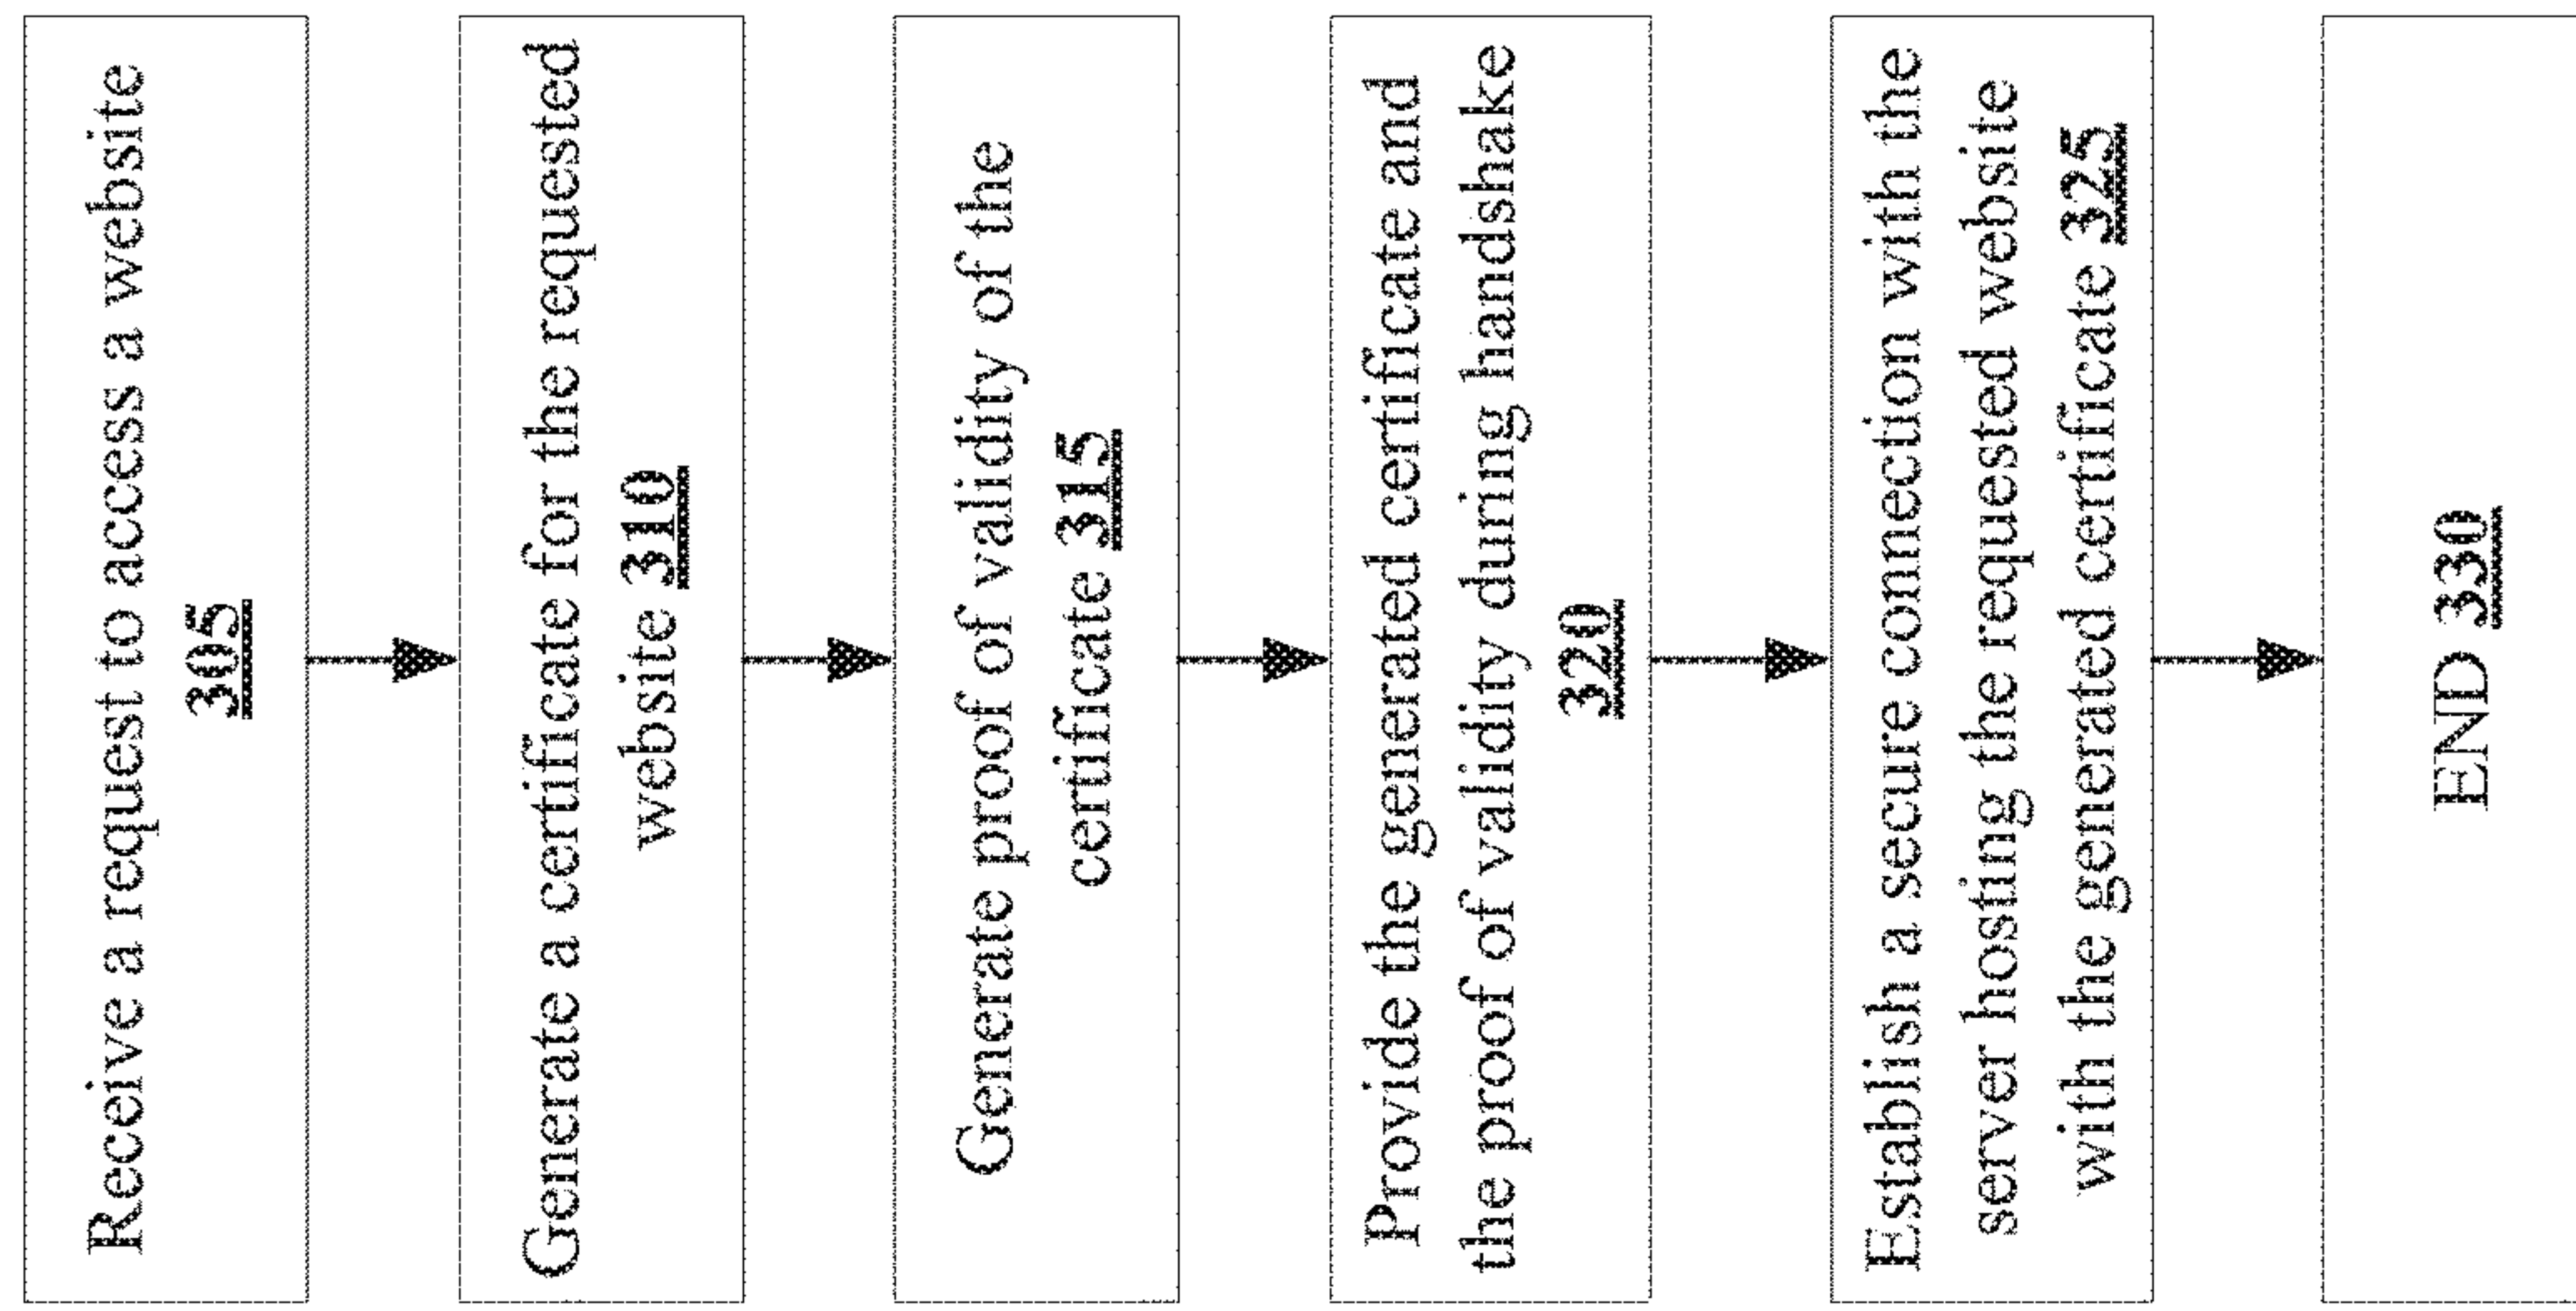 Receive a request to access a website
305
Generate a certificate for the requested
website 310
Generate proof of validity of the
certificate 315
Provide the generated certificate and
the proof of validity during handshake
320
Establish a secure connection with the
server hosting the requested website
with the generated certificate 325
END 330